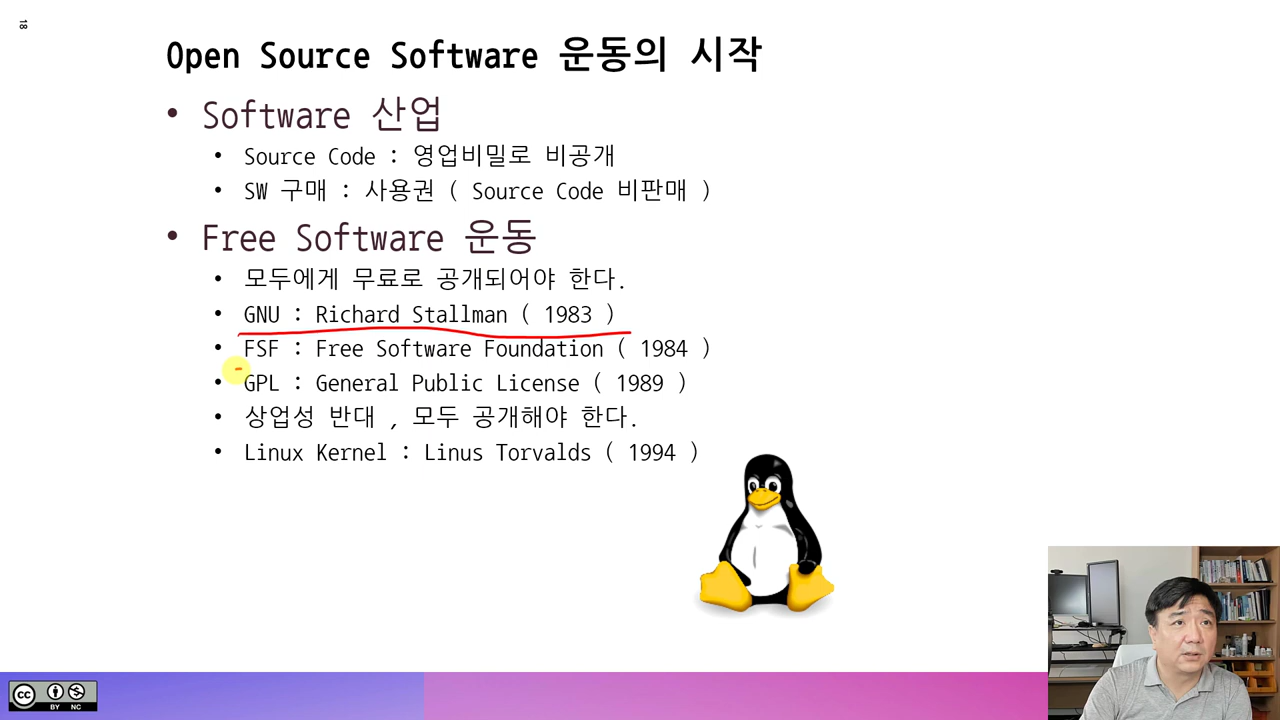 18
Open Source Software 운동의 시작
• Software 산업
• Source Code : 영업비밀로 비공개
• SW 구매 : 사용권 ( Source Code 비판매 )
• Free Software 운동
• 모두에게 무료로 공개되어야 한다.
• GNU : Richard Stallman ( 1983 )
• FSF : Free Software Foundation ( 1984 )
• GPL : General Public License ( 1989 )
• 상업성 반대 , 모두 공개해야 한다.
• Linux Kernel : Linus Torvalds ( 1994 )
cc
BY NC